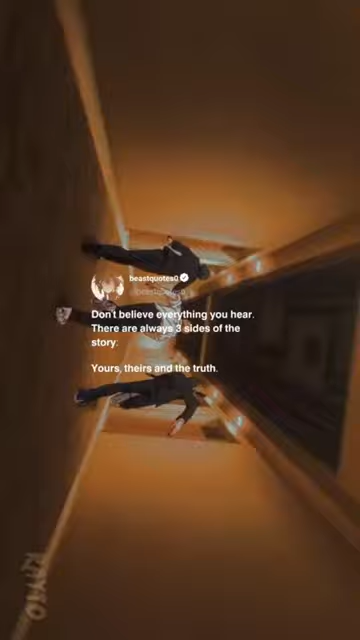 beastquotes0
Don't believe everything you hear.
There are always 3 sides of the
story:
Yours, theirs and the truth.
KAYSO